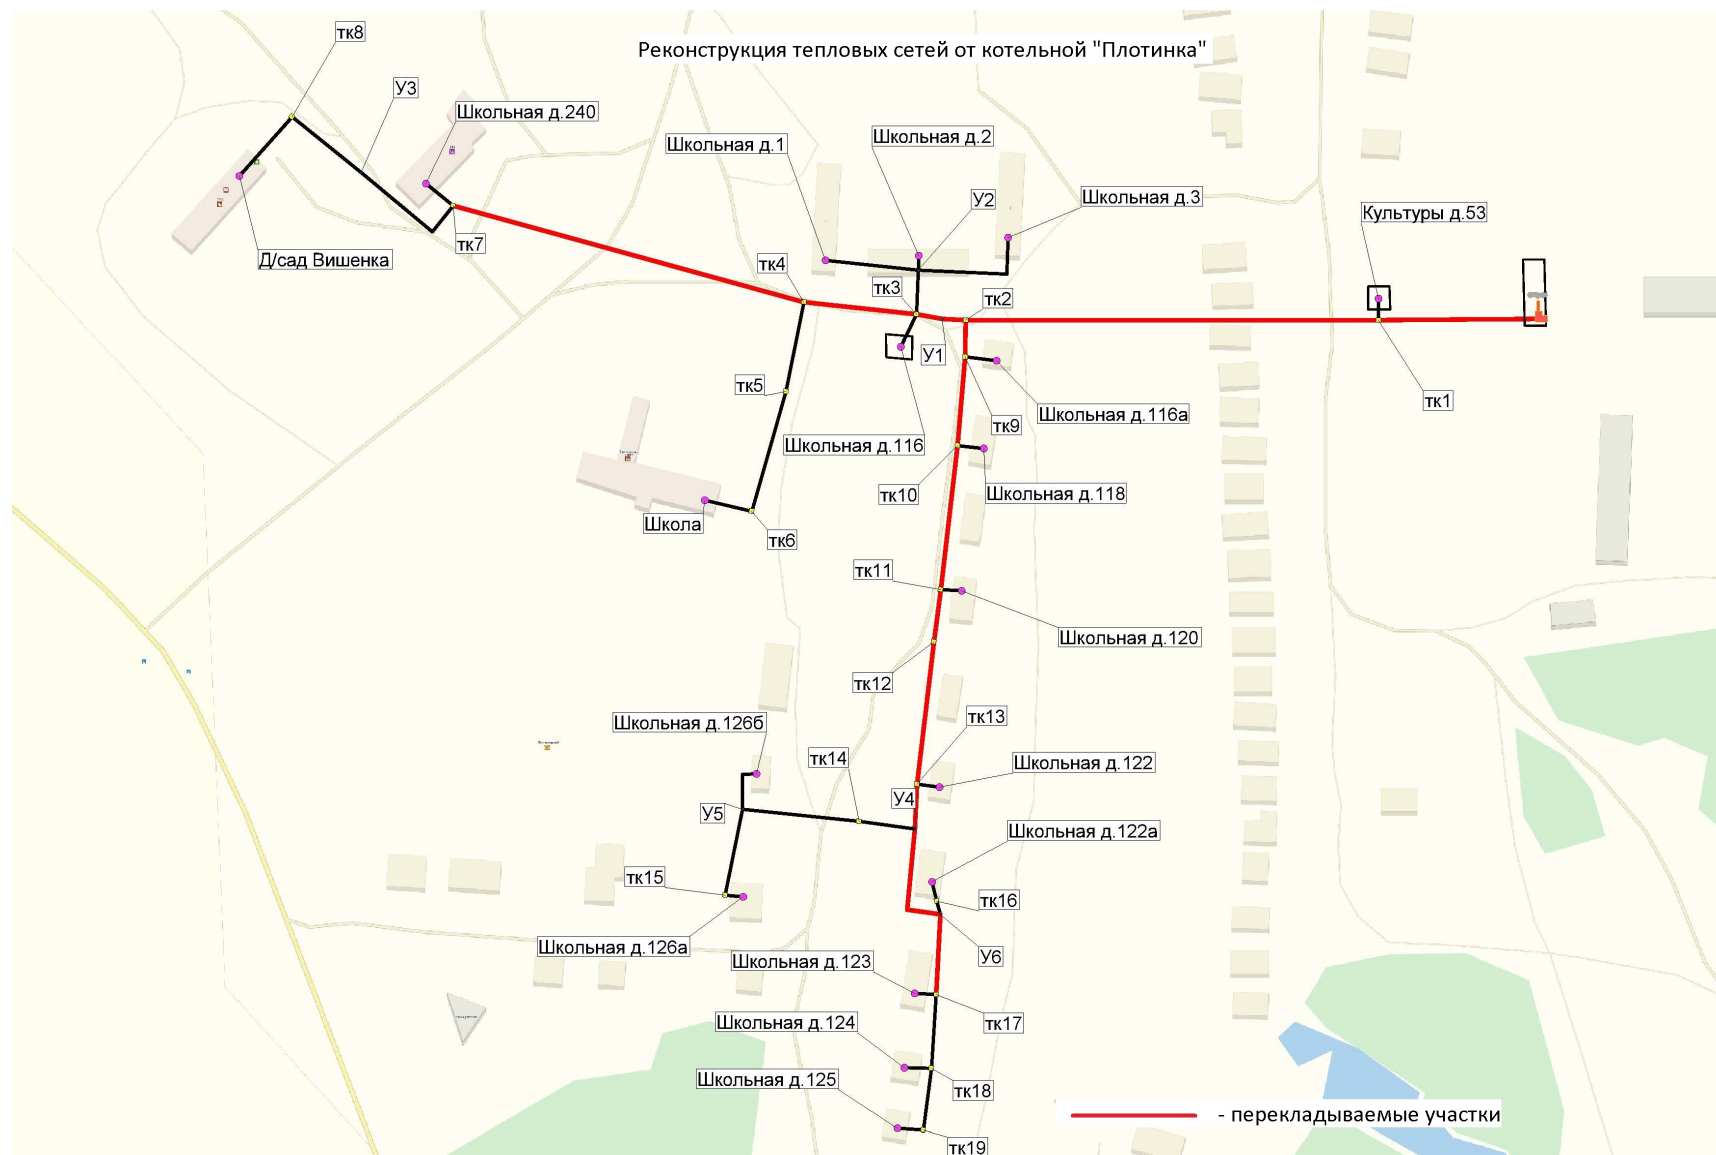 тк8
Реконструкция тепловых сетей от котельной "Плотинка"
У3
Школьная д.240
Школьная д.1
Школьная д.2
У2
Школьная д.3
Культуры д.53
тк7
Д/сад Вишенка
тк4
тк3
тк2
У1
тк5
тк1
Школьная д.116а
тк9
Школьная д.116
тк10
Школьная д.118
Школа
тк6
тк11
Школьная д.120
тк12
Школьная д.126б
тк13
тк14
Школьная д.122
У4
У5
Школьная д.122а
тк15
тк16
Школьная д.126а
У6
Школьная д.123
Школьная д.124
тк17
Школьная д.125
тк18
- перекладываемые участки
тк19